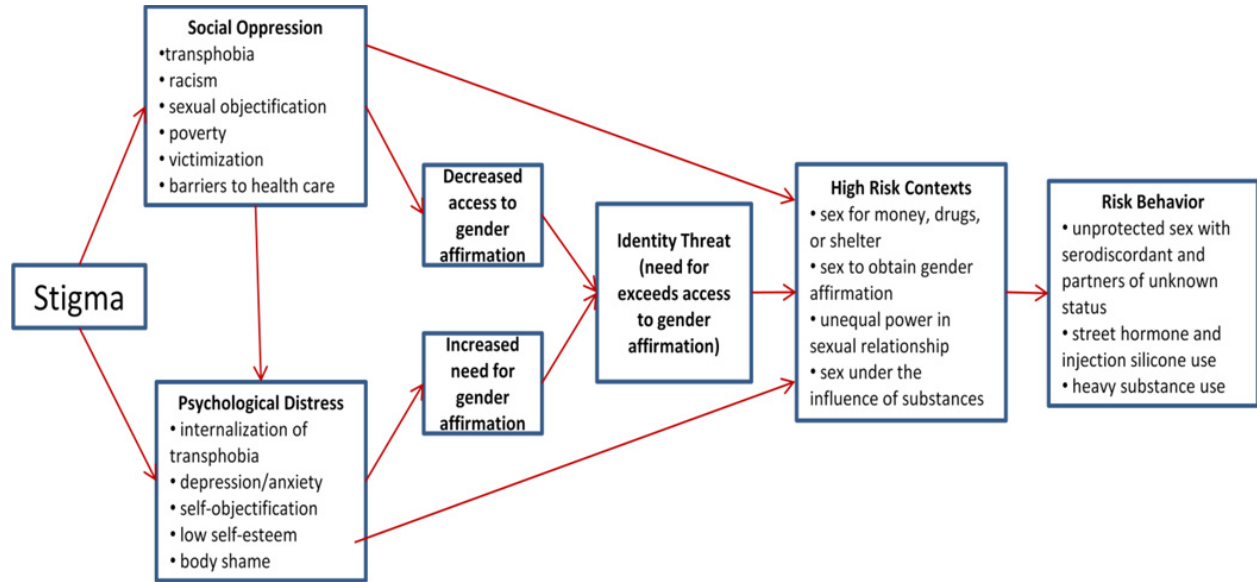 Social Oppression
•transphobia
• racism
• sexual objectification
• poverty
• victimization
• barriers to health care
Stigma
Psychological Distress
• internalization of
transphobia
• depression/anxiety
• self-objectification
• low self-esteem
• body shame
Decreased
access to
gender
affirmation
Increased
need for
gender
affirmation
Identity Threat
(need for
exceeds access
to gender
affirmation)
High Risk Contexts
• sex for money, drugs,
or shelter
• sex to obtain gender
affirmation
• unequal power in
sexual relationship
• sex under the
influence of substances
Risk Behavior
• unprotected sex with
serodiscordant and
partners of unknown
status
• street hormone and
injection silicone use
• heavy substance use